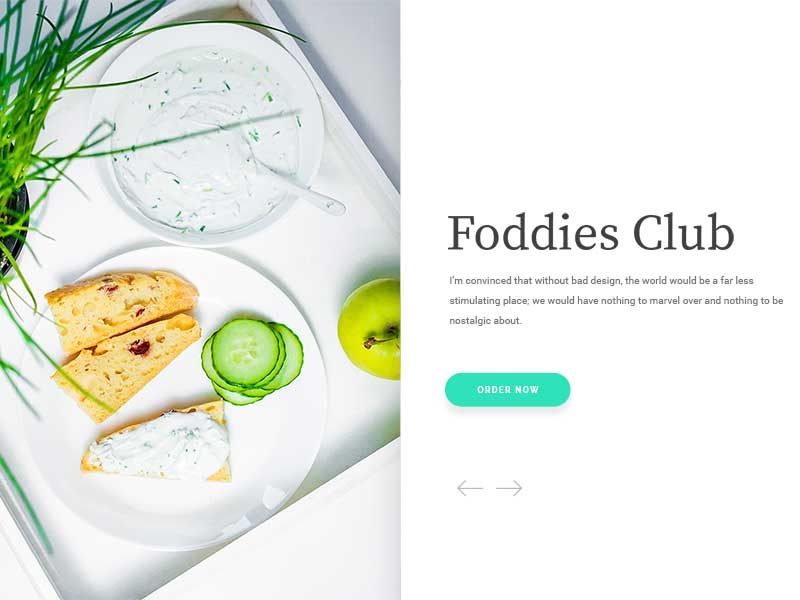 Foddies Club
I'm convinced that without bad design, the world would be a far less
stimulating place; we would have nothing to marvel over and nothing to be
nostalgic about.
ORDER NOW